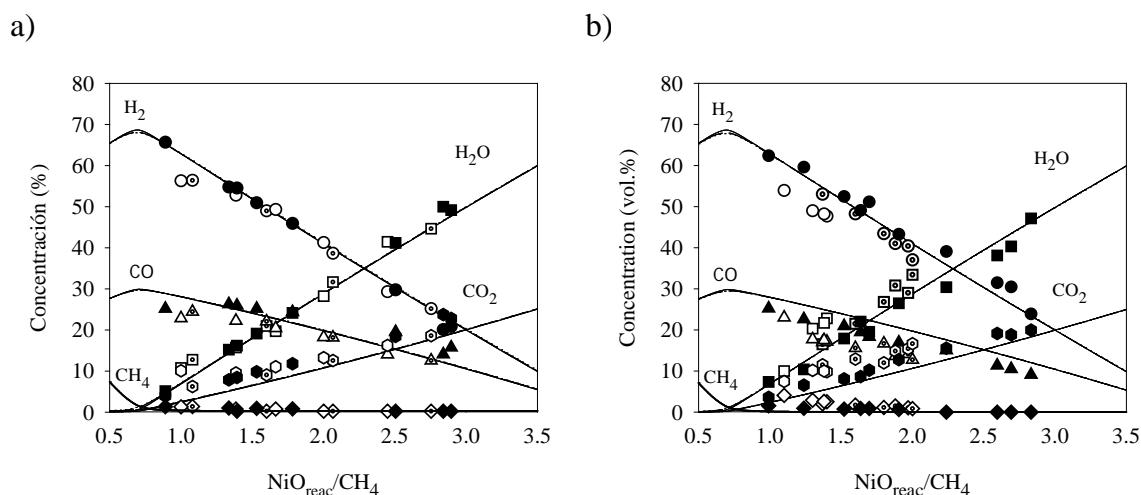 a)
b)
80
70
60
50
40
30
20
10
0
Concentración (%)
H2
H2O
CO
CO2
CH4
0.5 1.0 1.5 2.0 2.5 3.0 3.5
NiOreac/CH4
80
70
60
50
40
30
20
10
0
Concentration (vol.%)
H2
H2O
CO
CO2
CH4
0.5 1.0 1.5 2.0 2.5 3.0 3.5
NiOreac/CH4